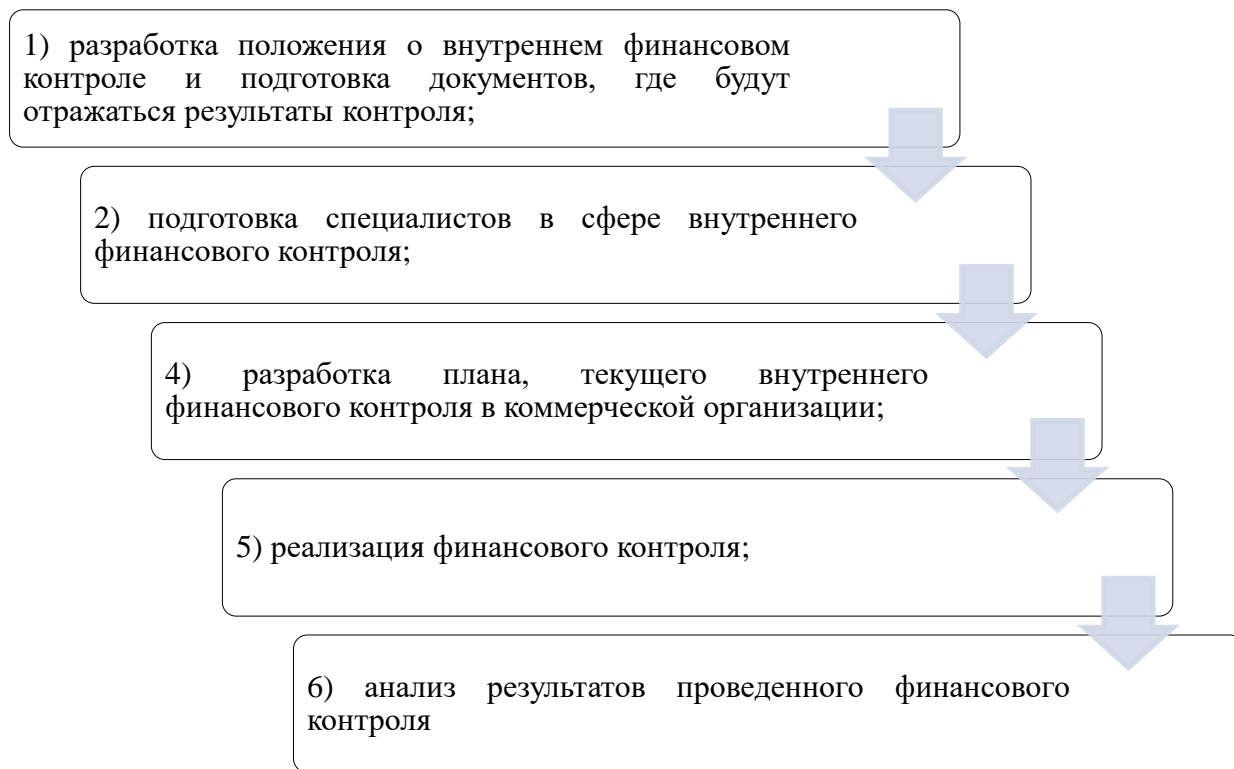 1) разработка положения о внутреннем финансовом
контроле и подготовка документов, где будут
отражаться результаты контроля;
2) подготовка специалистов в сфере внутреннего
финансового контроля;
4) разработка плана, текущего внутреннего
финансового контроля в коммерческой организации;
5) реализация финансового контроля;
6) анализ результатов проведенного финансового
контроля